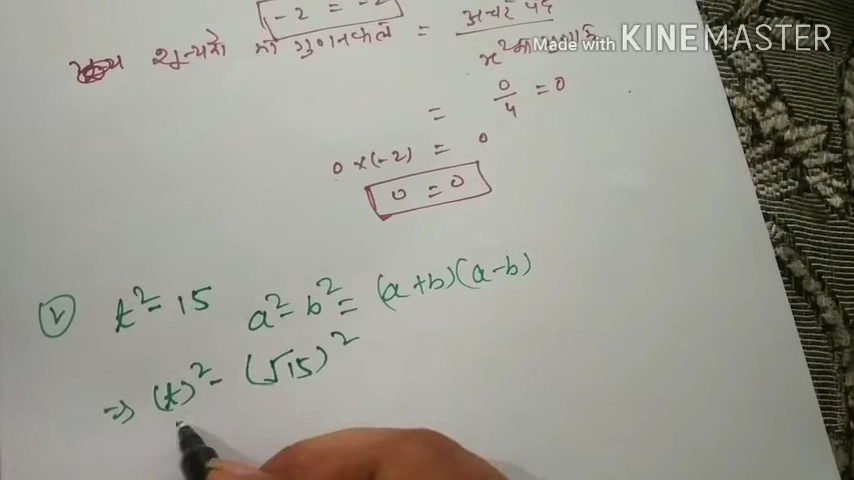 -2 = -2
शून्यको का गुणनफल = अचर पद
Made with KINEMASTER
= 0/4 = 0
0 x (-2) = 0
0 = 0
(v) t² - 15 a² - b² = (a+b)(a-b)
⇒ (t)² - (√15)²